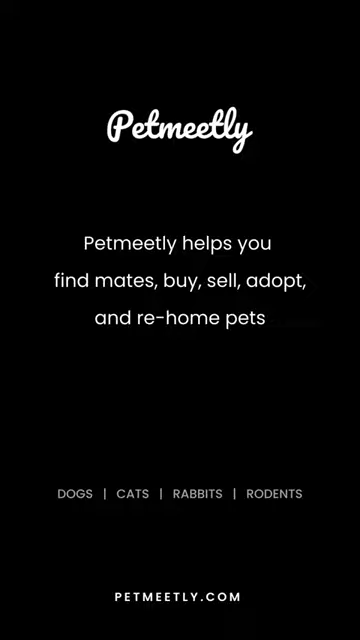 Petmeetly
Petmeetly helps you
find mates, buy, sell, adopt,
and re-home pets
DOGS | CATS | RABBITS | RODENTS
PETMEETLY.COM